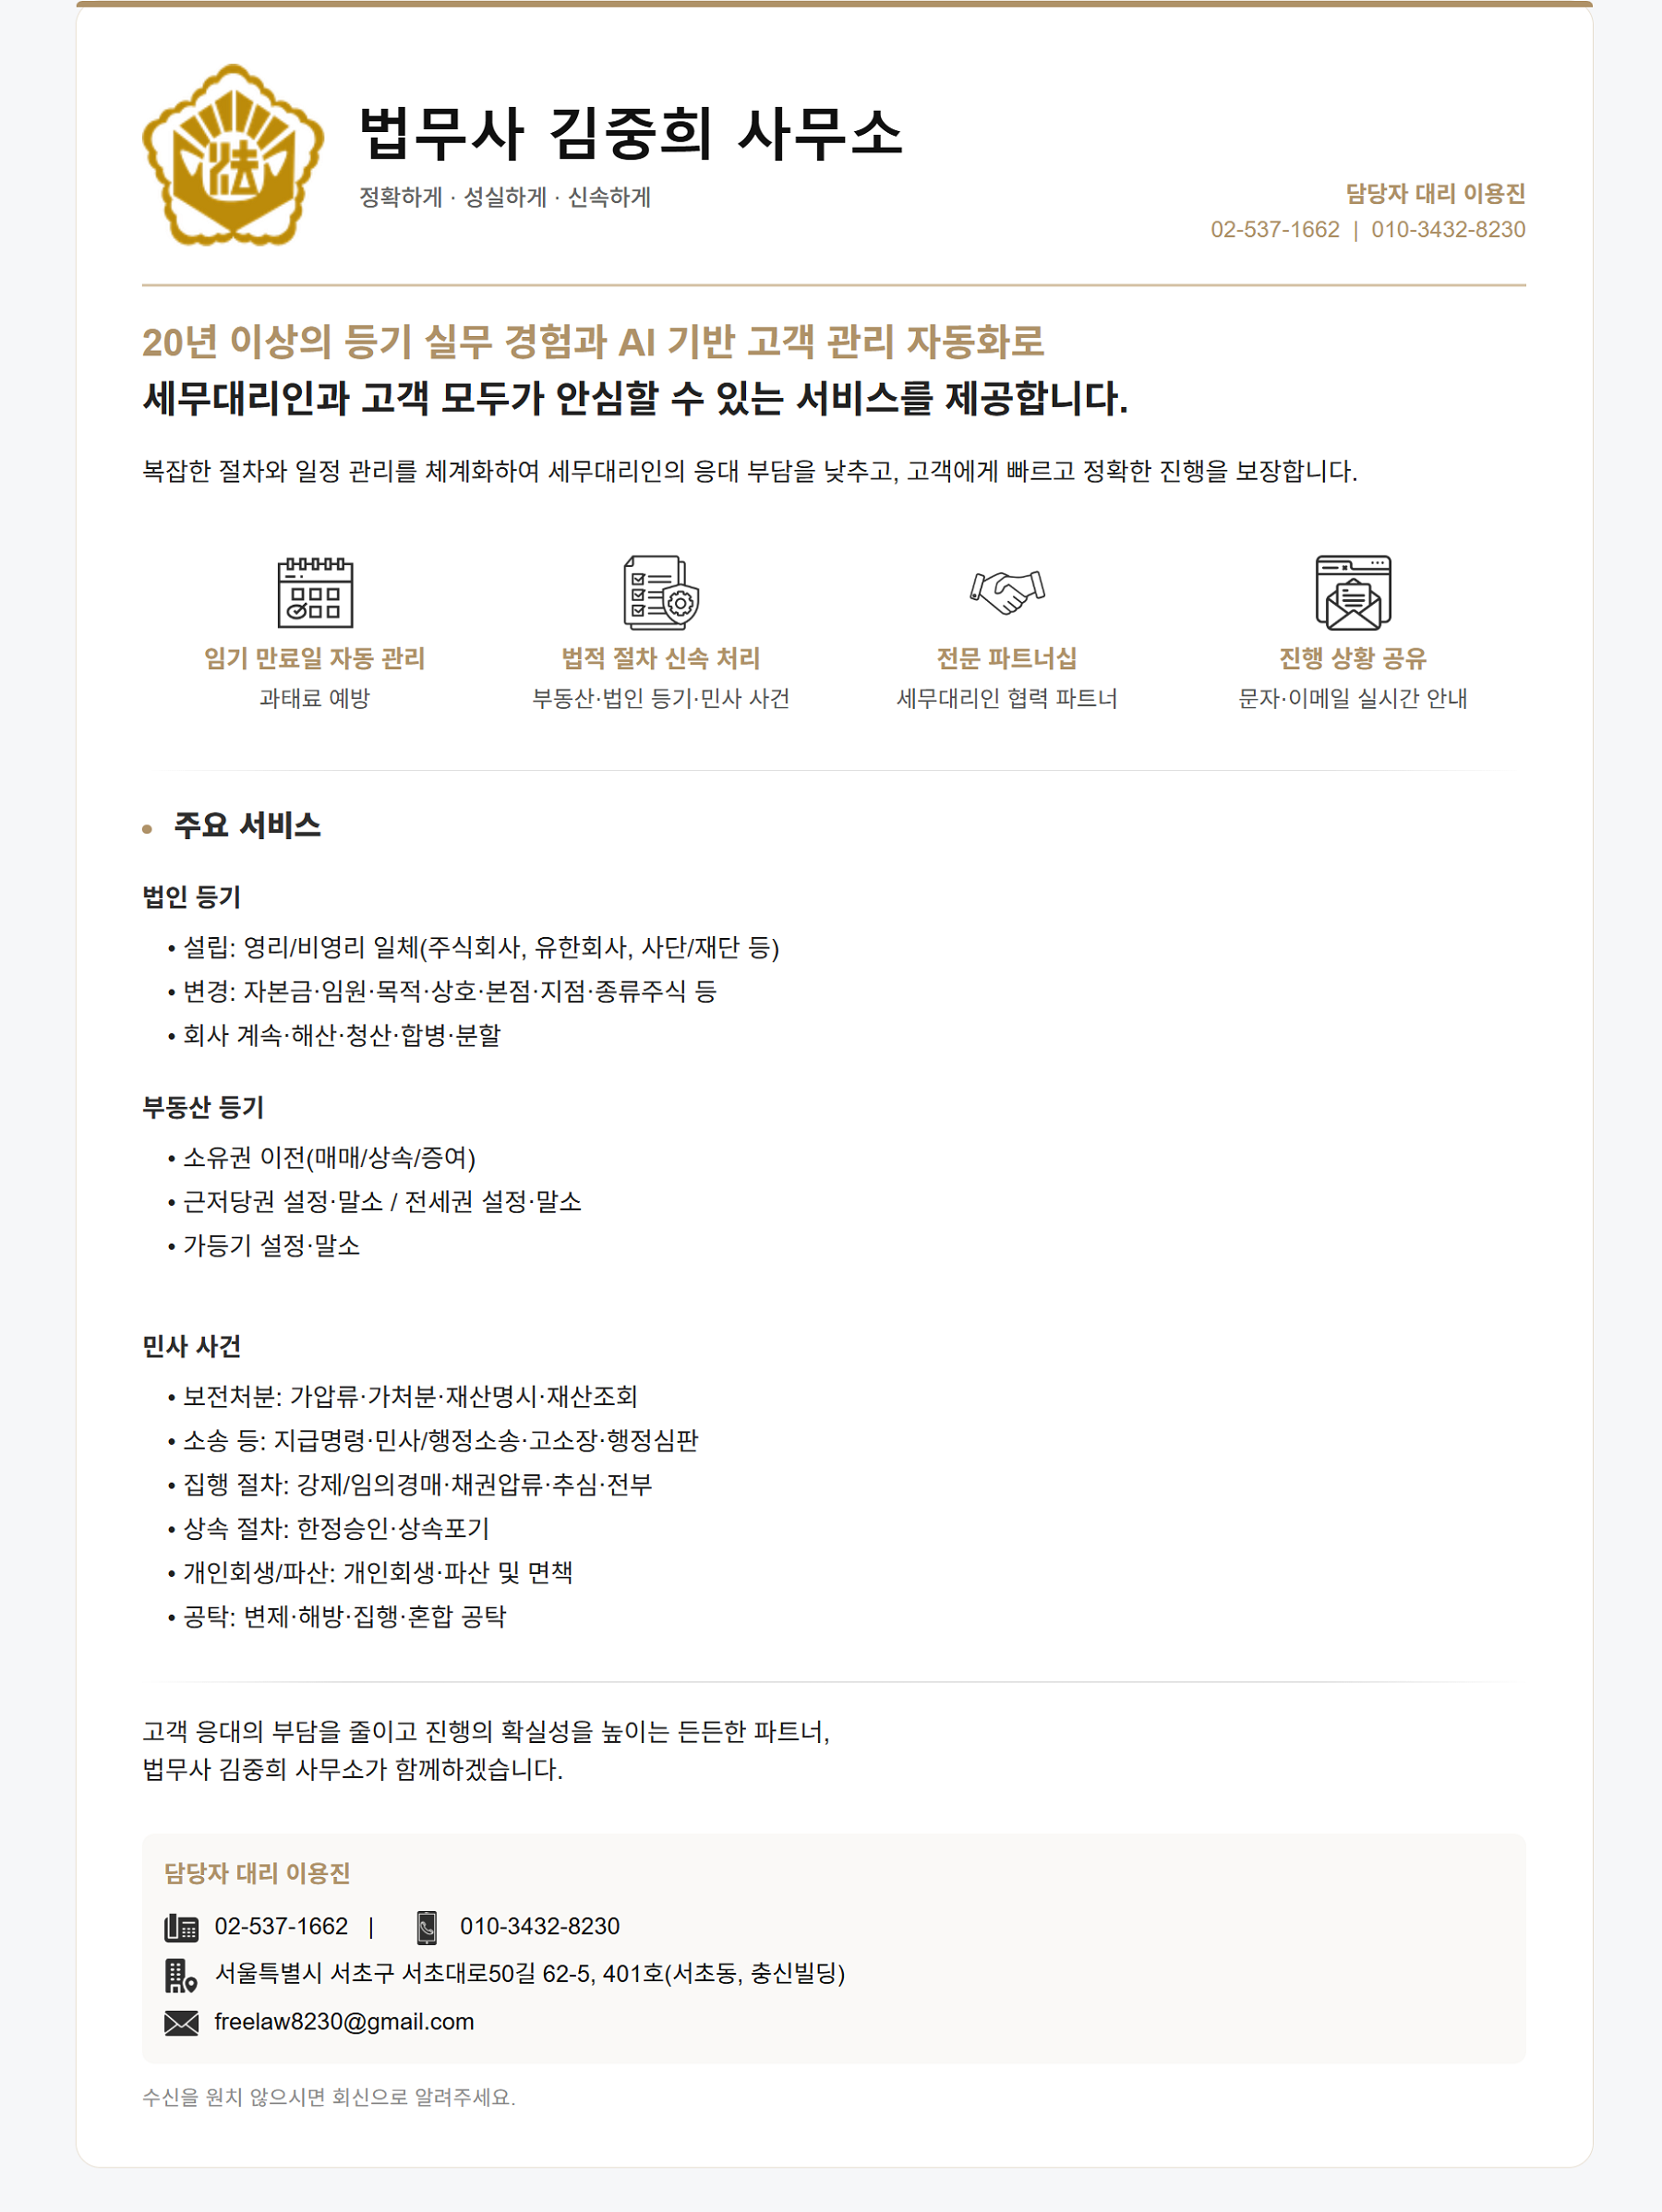 法
법무사 김중희 사무소
정확하게 · 성실하게 · 신속하게
담당자 대리 이용진
02-537-1662 | 010-3432-8230
20년 이상의 등기 실무 경험과 AI 기반 고객 관리 자동화로
세무대리인과 고객 모두가 안심할 수 있는 서비스를 제공합니다.
복잡한 절차와 일정 관리를 체계화하여 세무대리인의 응대 부담을 낮추고, 고객에게 빠르고 정확한 진행을 보장합니다.
임기 만료일 자동 관리
과태료 예방
법적 절차 신속 처리
부동산·법인 등기·민사 사건
전문 파트너십
세무대리인 협력 파트너
진행 상황 공유
문자·이메일 실시간 안내
• 주요 서비스
법인 등기
• 설립: 영리/비영리 일체(주식회사, 유한회사, 사단/재단 등)
• 변경: 자본금·임원·목적·상호·본점·지점·종류주식 등
• 회사 계속·해산·청산·합병·분할
부동산 등기
• 소유권 이전(매매/상속/증여)
• 근저당권 설정·말소 / 전세권 설정·말소
• 가등기 설정·말소
민사 사건
• 보전처분: 가압류·가처분·재산명시·재산조회
• 소송 등: 지급명령·민사/행정소송·고소장·행정심판
• 집행 절차: 강제/임의경매·채권압류·추심·전부
• 상속 절차: 한정승인·상속포기
• 개인회생/파산: 개인회생·파산 및 면책
• 공탁: 변제·해방·집행·혼합 공탁
고객 응대의 부담을 줄이고 진행의 확실성을 높이는 든든한 파트너,
법무사 김중희 사무소가 함께하겠습니다.
담당자 대리 이용진
02-537-1662 | 010-3432-8230
서울특별시 서초구 서초대로50길 62-5, 401호(서초동, 충신빌딩)
freelaw8230@gmail.com
수신을 원치 않으시면 회신으로 알려주세요.